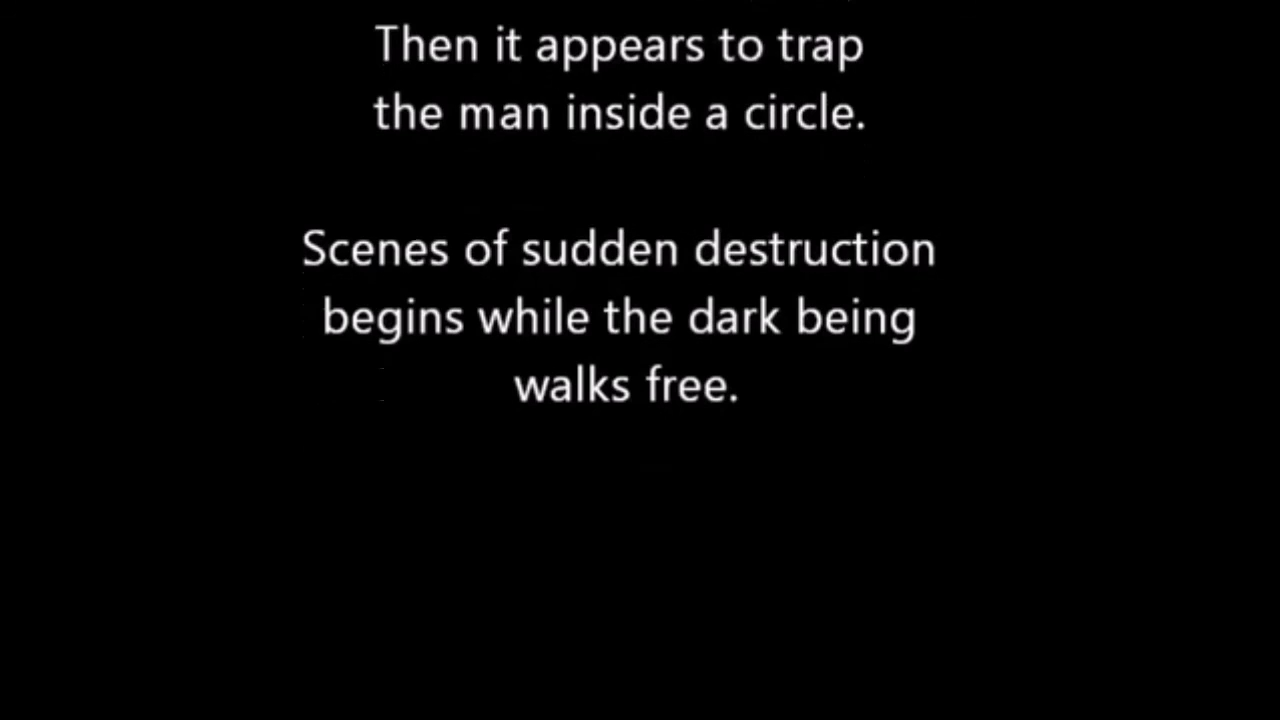 Then it appears to trap
the man inside a circle.
Scenes of sudden destruction
begins while the dark being
walks free.